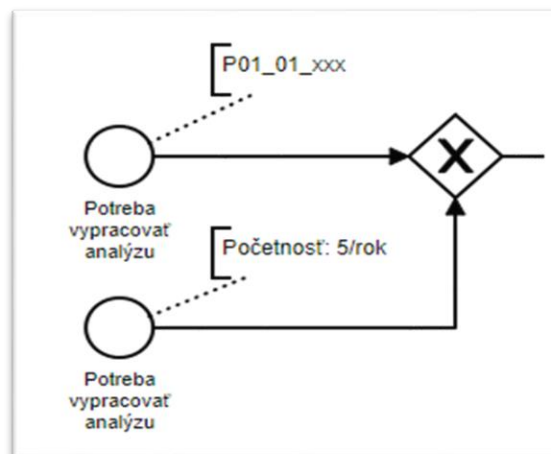 P01_01_xxx
Potreba
vypracovať
analýzu
Početnosť: 5/rok
Potreba
vypracovať
analýzu